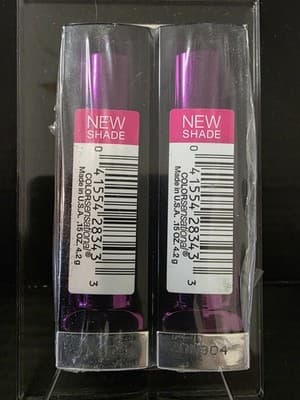 NEW
SHADE
0 41554 28343 3
COLORsensational®
Made in U.S.A. .15 OZ. 4.2 g
NEW
SHADE
0 41554 28343 3
COLORsensational®
Made in U.S.A. .15 OZ. 4.2 g